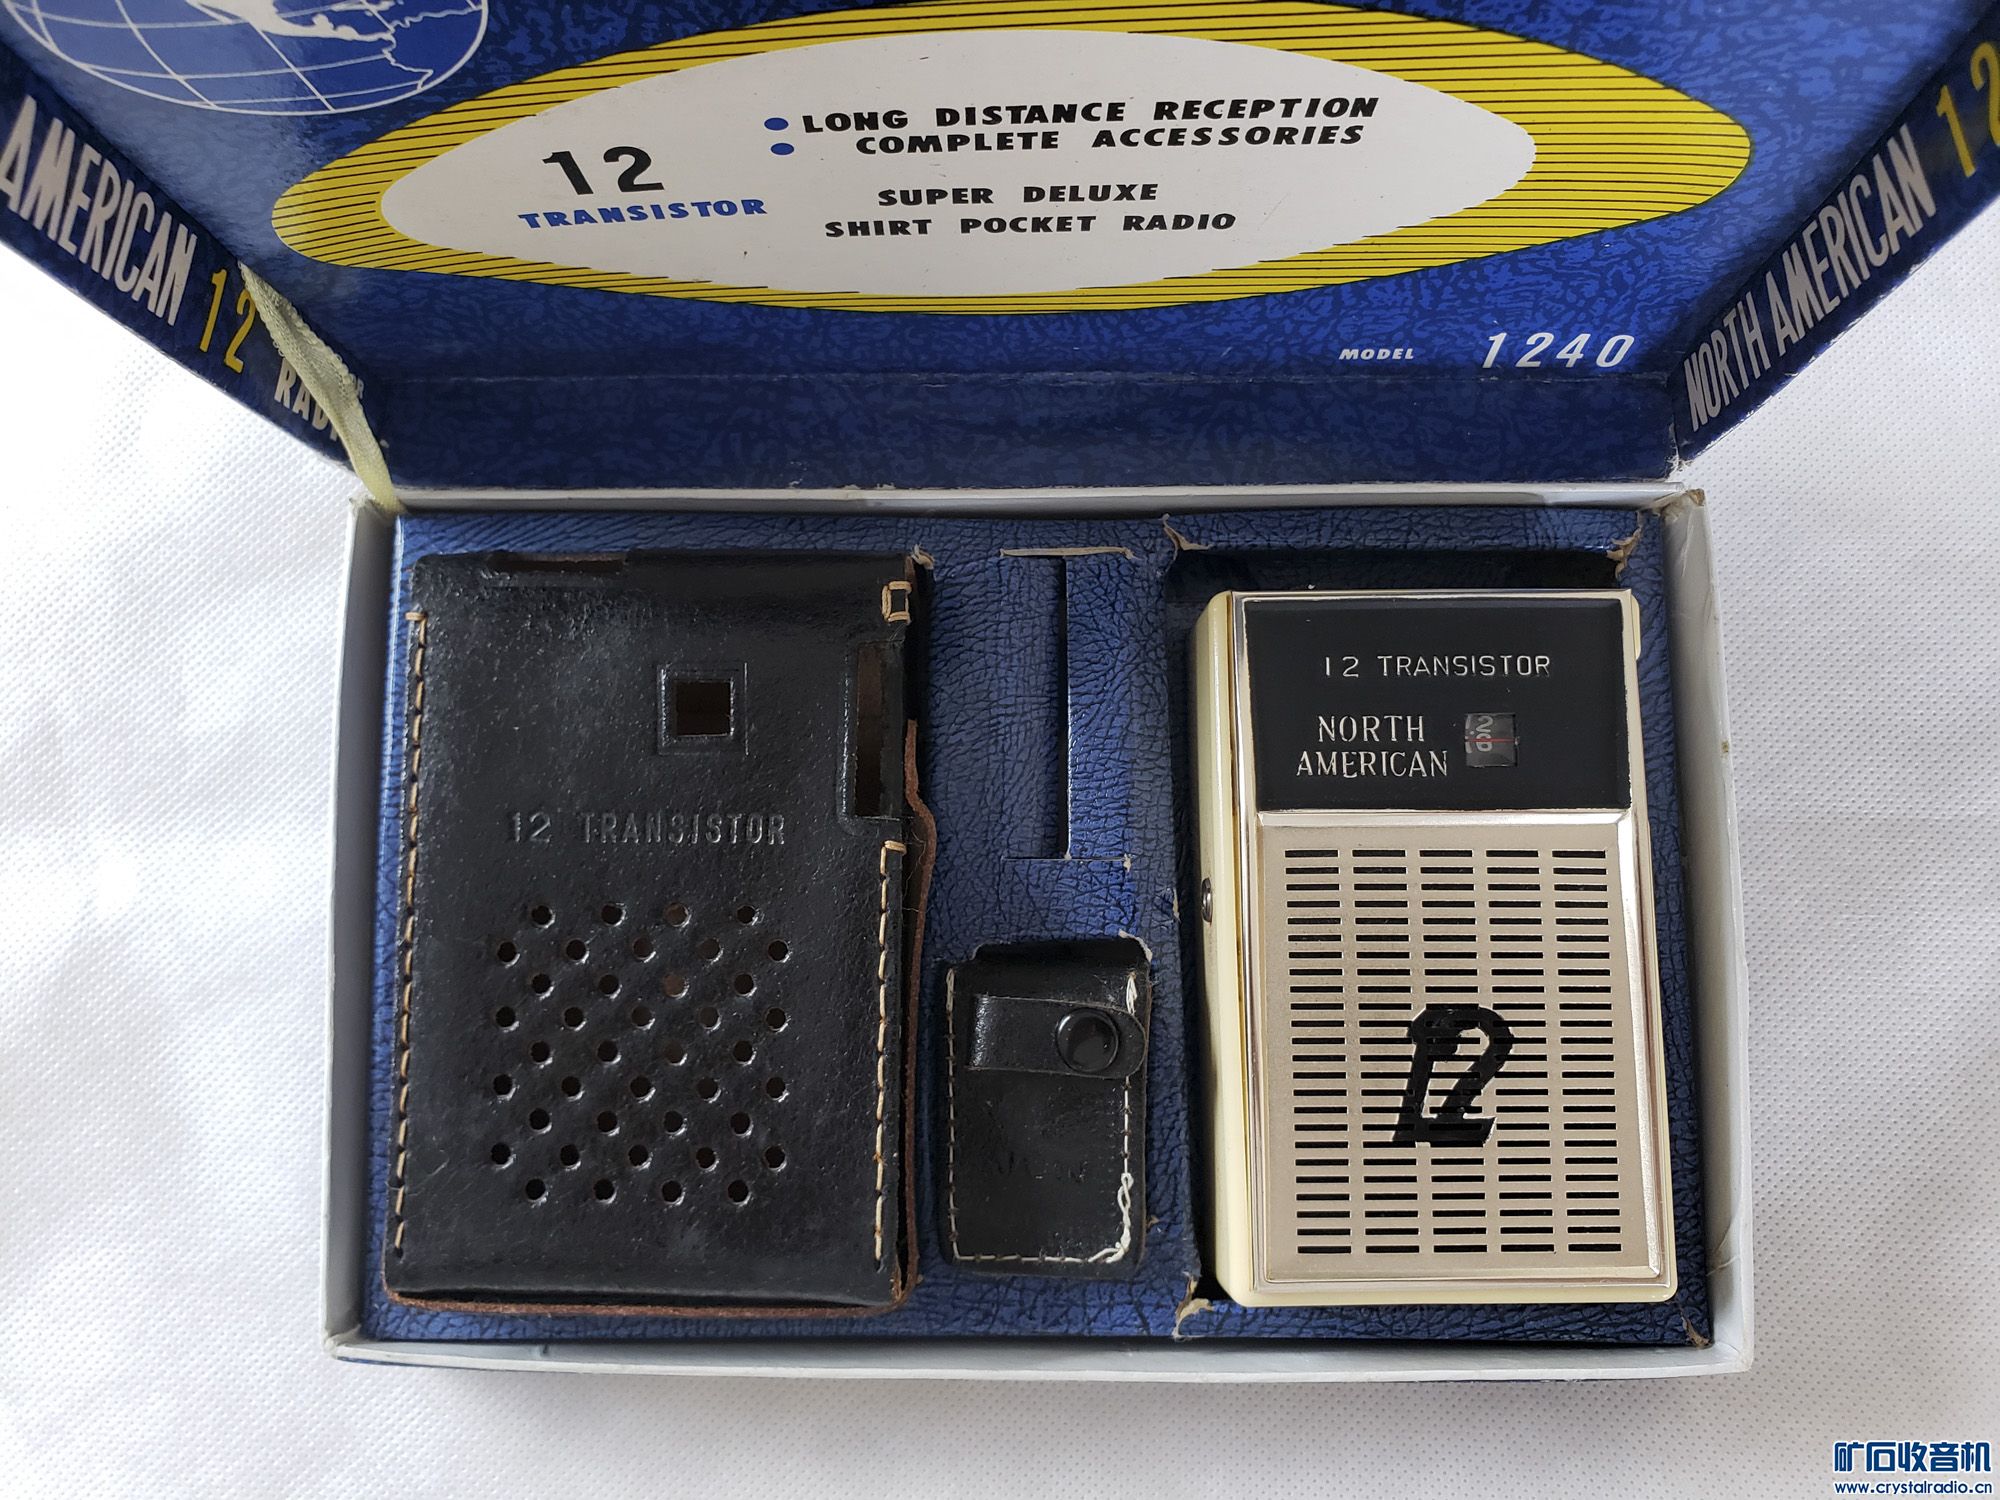 LONG DISTANCE RECEPTION
COMPLETE ACCESSORIES
12
TRANSISTOR
SUPER DELUXE
SHIRT POCKET RADIO
MODEL 1240
AMERICAN 12
NORTH AMERICAN 12
12 TRANSISTOR
12 TRANSISTOR
NORTH
AMERICAN
12
矿石收音机
www.crystalradio.cn